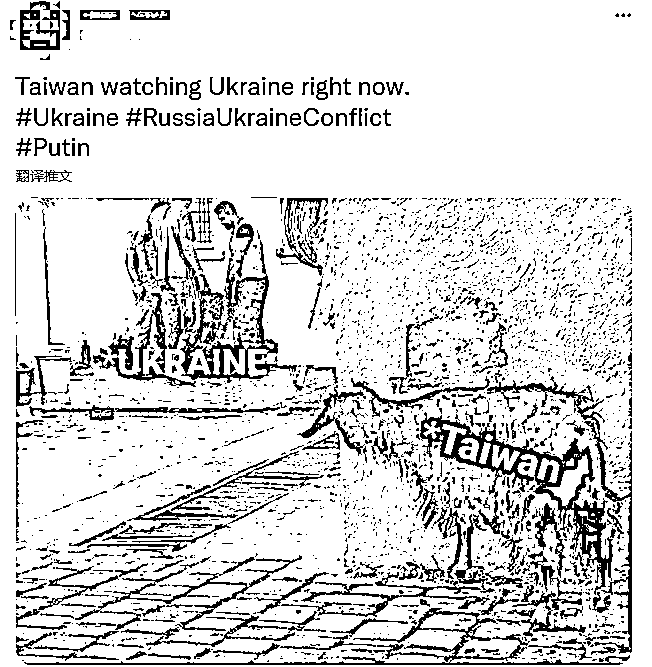 Taiwan watching Ukraine right now.
#Ukraine #RussiaUkraineConflict
#Putin
翻译推文
UKRAINE
Taiwan